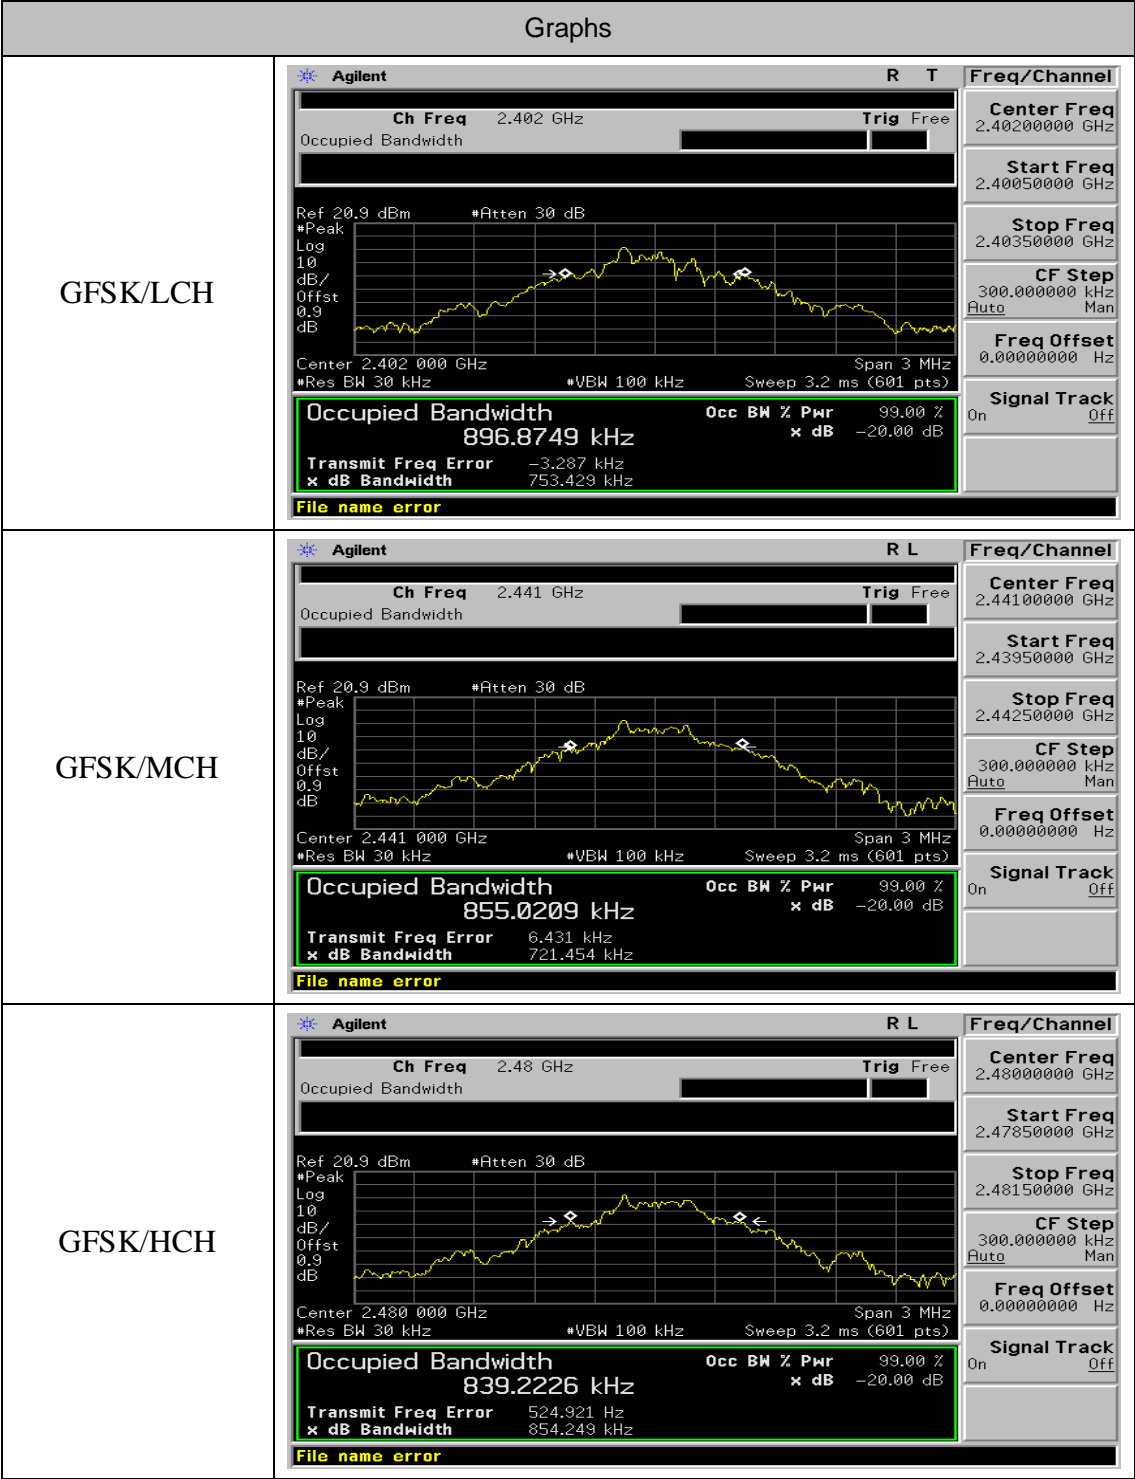 Graphs
GFSK/LCH
Agilent R T Freq/Channel
Ch Freq 2.402 GHz Trig Free
Occupied Bandwidth
Center Freq
2.40200000 GHz
Start Freq
2.40050000 GHz
Stop Freq
2.40350000 GHz
CF Step
300.000000 kHz
Auto Man
Freq Offset
0.00000000 Hz
Signal Track
On Off
Ref 20.9 dBm #Atten 30 dB
#Peak
Log
10
dB/
Offst
0.9
dB
Center 2.402 000 GHz Span 3 MHz
#Res BW 30 kHz #VBW 100 kHz Sweep 3.2 ms (601 pts)
Occupied Bandwidth Occ BW % Pwr 99.00 %
896.8749 kHz x dB -20.00 dB
Transmit Freq Error -3.287 kHz
x dB Bandwidth 753.429 kHz
File name error
GFSK/MCH
Agilent R L Freq/Channel
Ch Freq 2.441 GHz Trig Free
Occupied Bandwidth
Center Freq
2.44100000 GHz
Start Freq
2.43950000 GHz
Stop Freq
2.44250000 GHz
CF Step
300.000000 kHz
Auto Man
Freq Offset
0.00000000 Hz
Signal Track
On Off
Ref 20.9 dBm #Atten 30 dB
#Peak
Log
10
dB/
Offst
0.9
dB
Center 2.441 000 GHz Span 3 MHz
#Res BW 30 kHz #VBW 100 kHz Sweep 3.2 ms (601 pts)
Occupied Bandwidth Occ BW % Pwr 99.00 %
855.0209 kHz x dB -20.00 dB
Transmit Freq Error 6.431 kHz
x dB Bandwidth 721.454 kHz
File name error
GFSK/HCH
Agilent R L Freq/Channel
Ch Freq 2.48 GHz Trig Free
Occupied Bandwidth
Center Freq
2.48000000 GHz
Start Freq
2.47850000 GHz
Stop Freq
2.48150000 GHz
CF Step
300.000000 kHz
Auto Man
Freq Offset
0.00000000 Hz
Signal Track
On Off
Ref 20.9 dBm #Atten 30 dB
#Peak
Log
10
dB/
Offst
0.9
dB
Center 2.480 000 GHz Span 3 MHz
#Res BW 30 kHz #VBW 100 kHz Sweep 3.2 ms (601 pts)
Occupied Bandwidth Occ BW % Pwr 99.00 %
839.2226 kHz x dB -20.00 dB
Transmit Freq Error 524.921 Hz
x dB Bandwidth 854.249 kHz
File name error